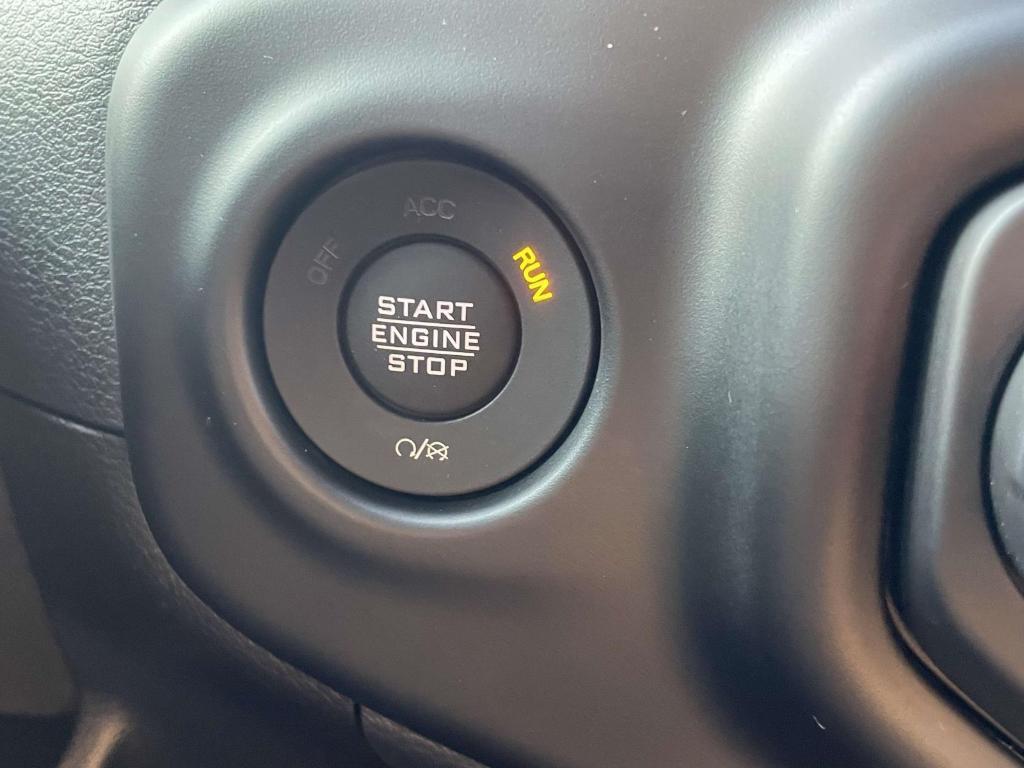 ACC
OFF
RUN
START
ENGINE
STOP